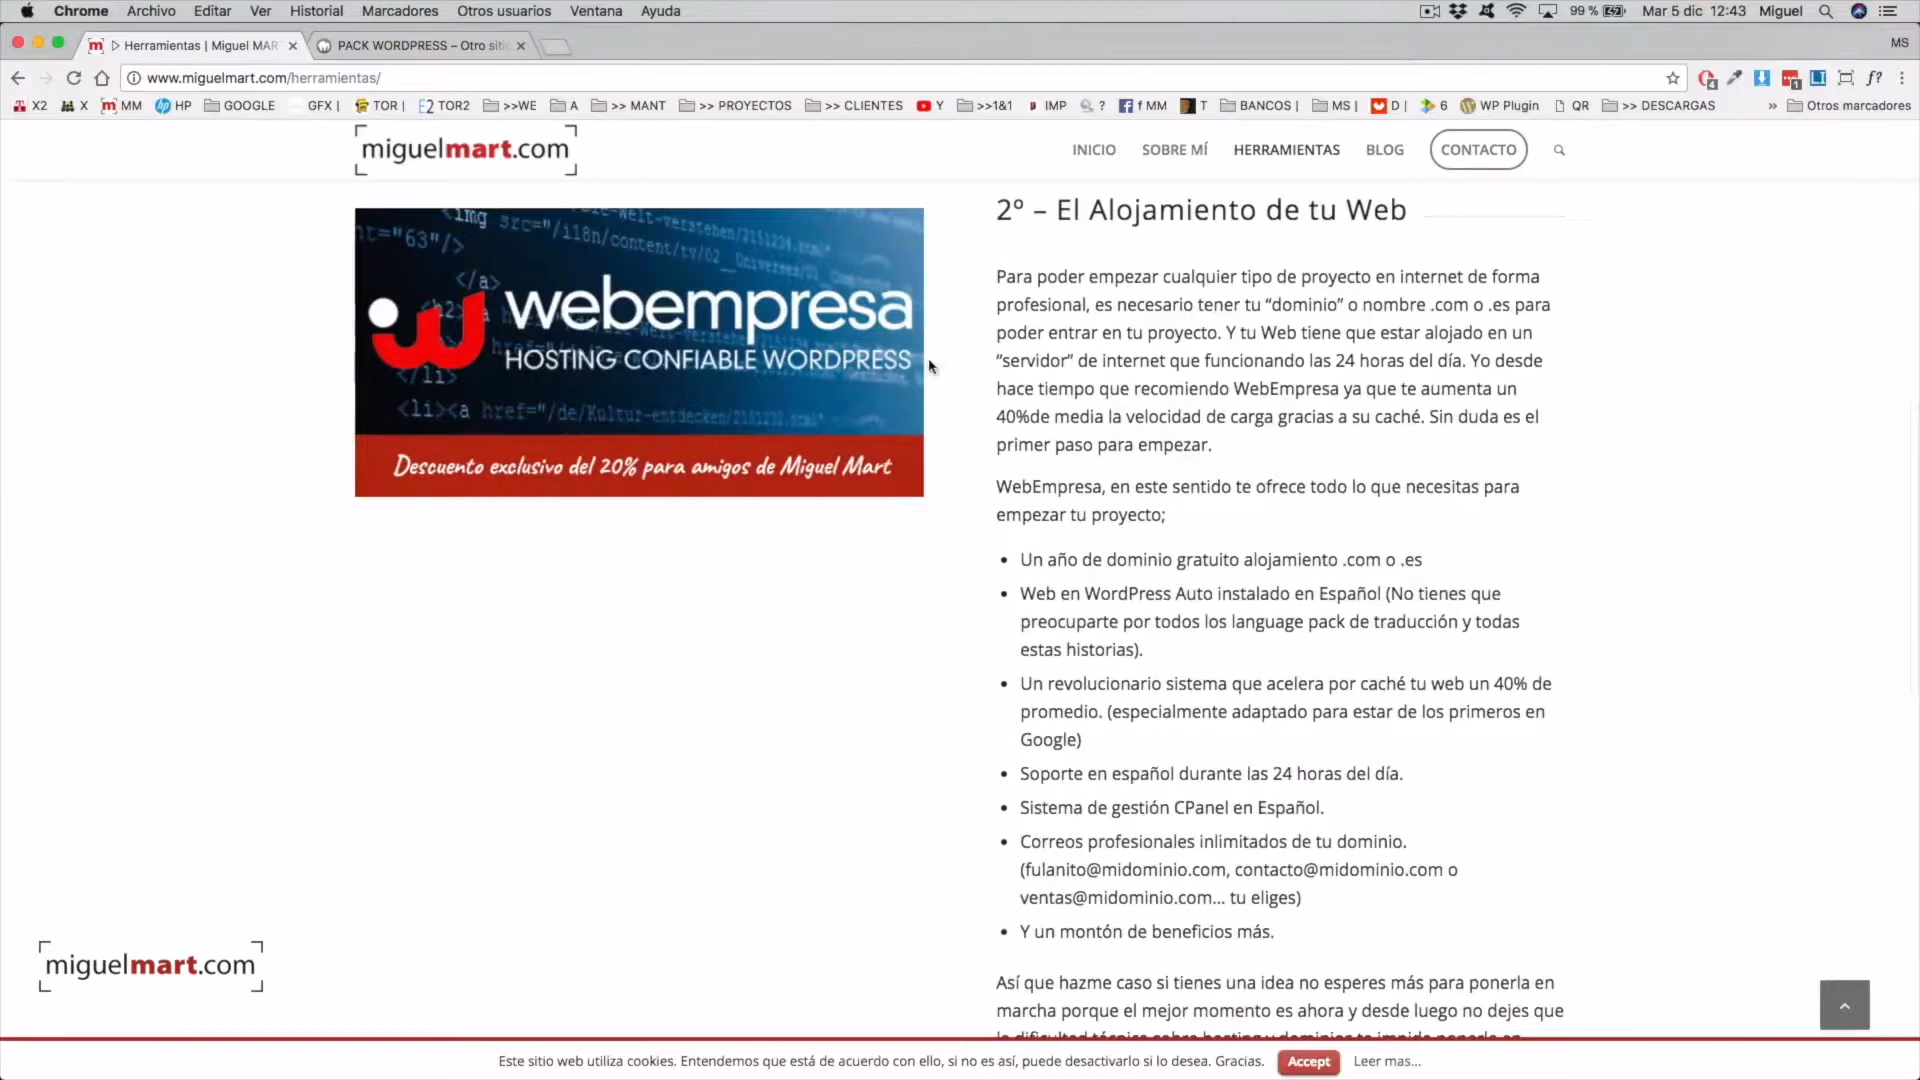 Chrome Archivo Editar Ver Historial Marcadores Otros usuarios Ventana Ayuda 99 % Mar 5 dic 12:43 Miguel
Herramientas | Miguel MAR PACK WORDPRESS – Otro siti MS
www.miguelmart.com/herramientas/
X2 X MM HP GOOGLE GFX | TOR | TOR2 >>WE A >> MANT >> PROYECTOS >> CLIENTES Y >>1&1 IMP ? f MM T BANCOS | MS | D | 6 WP Plugin QR >> DESCARGAS » Otros marcadores
miguelmart.com INICIO SOBRE MÍ HERRAMIENTAS BLOG CONTACTO
webempresa
HOSTING CONFIABLE WORDPRESS
Descuento exclusivo del 20% para amigos de Miguel Mart
2º – El Alojamiento de tu Web
Para poder empezar cualquier tipo de proyecto en internet de forma
profesional, es necesario tener tu “dominio” o nombre .com o .es para
poder entrar en tu proyecto. Y tu Web tiene que estar alojado en un
“servidor” de internet que funcionando las 24 horas del día. Yo desde
hace tiempo que recomiendo WebEmpresa ya que te aumenta un
40%de media la velocidad de carga gracias a su caché. Sin duda es el
primer paso para empezar.
WebEmpresa, en este sentido te ofrece todo lo que necesitas para
empezar tu proyecto;
• Un año de dominio gratuito alojamiento .com o .es
• Web en WordPress Auto instalado en Español (No tienes que
preocuparte por todos los language pack de traducción y todas
estas historias).
• Un revolucionario sistema que acelera por caché tu web un 40% de
promedio. (especialmente adaptado para estar de los primeros en
Google)
• Soporte en español durante las 24 horas del día.
• Sistema de gestión CPanel en Español.
• Correos profesionales inlimitados de tu dominio.
(fulanito@midominio.com, contacto@midominio.com o
ventas@midominio.com... tu eliges)
• Y un montón de beneficios más.
Así que hazme caso si tienes una idea no esperes más para ponerla en
marcha porque el mejor momento es ahora y desde luego no dejes que
miguelmart.com
Este sitio web utiliza cookies. Entendemos que está de acuerdo con ello, si no es así, puede desactivarlo si lo desea. Gracias. Accept Leer mas...